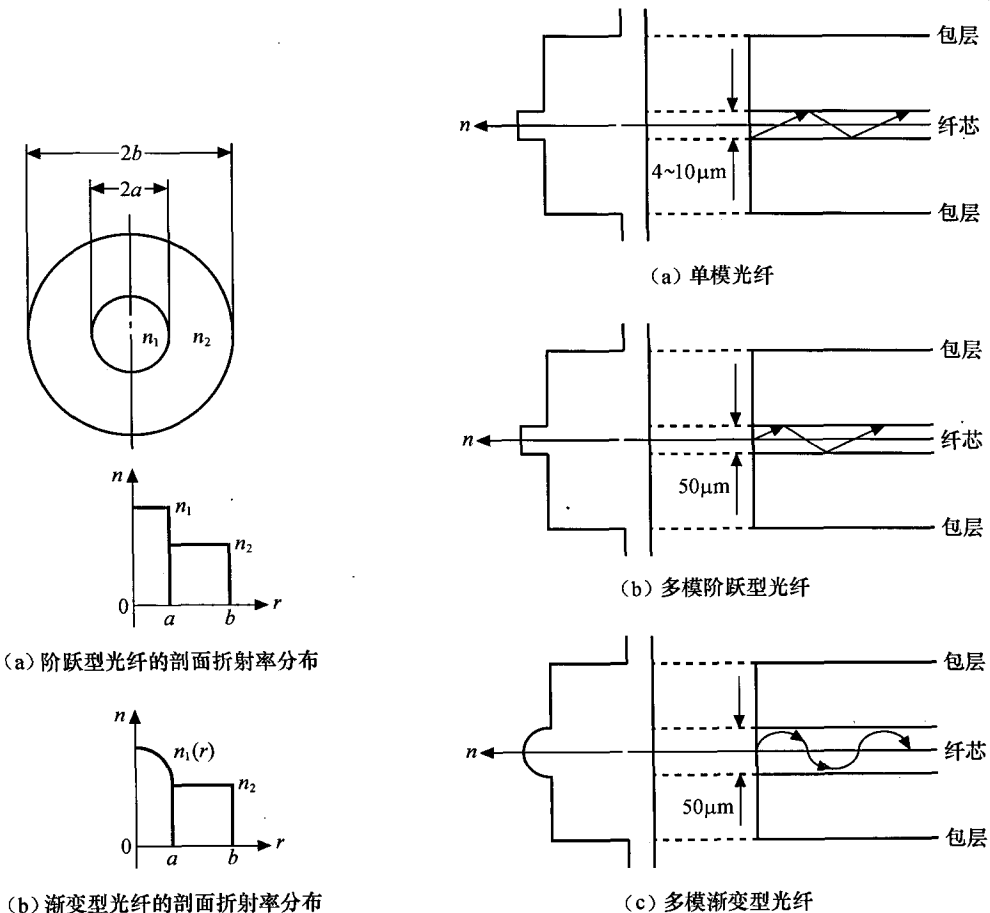 2b
2a
n₁
n₂
n
n₁
n₂
0
a
b
r
(a)阶跃型光纤的剖面折射率分布
n
n₁(r)
n₂
0
a
b
r
(b)渐变型光纤的剖面折射率分布
包层
n
纤芯
4~10μm
包层
(a)单模光纤
包层
n
纤芯
50μm
包层
(b)多模阶跃型光纤
包层
n
纤芯
50μm
包层
(c)多模渐变型光纤